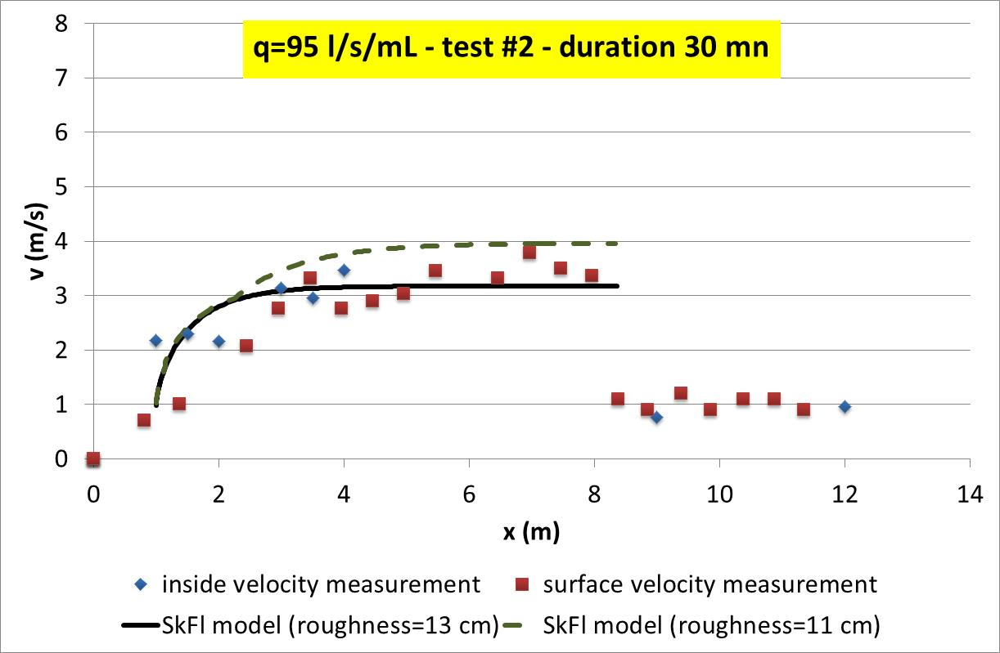 q=95 l/s/mL - test #2 - duration 30 mn
8
7
6
5
4
3
2
1
0
v (m/s)
0 2 4 6 8 10 12 14
x (m)
inside velocity measurement surface velocity measurement
SkFl model (roughness=13 cm) SkFl model (roughness=11 cm)